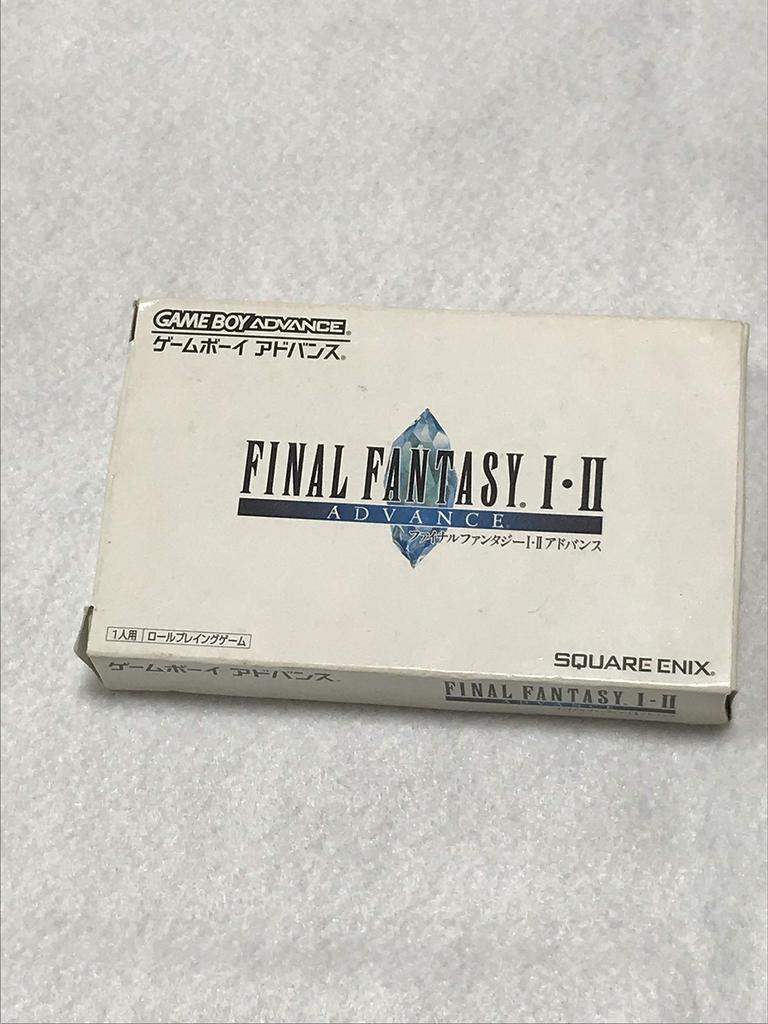 GAME BOY ADVANCE®
ゲームボーイ アドバンス®
FINAL FANTASY® I・II
ADVANCE
ファイナルファンタジーI・II アドバンス
1人用 ロールプレイングゲーム
SQUARE ENIX®
ゲームボーイ アドバンス
FINAL FANTASY I・II
ADVANCE